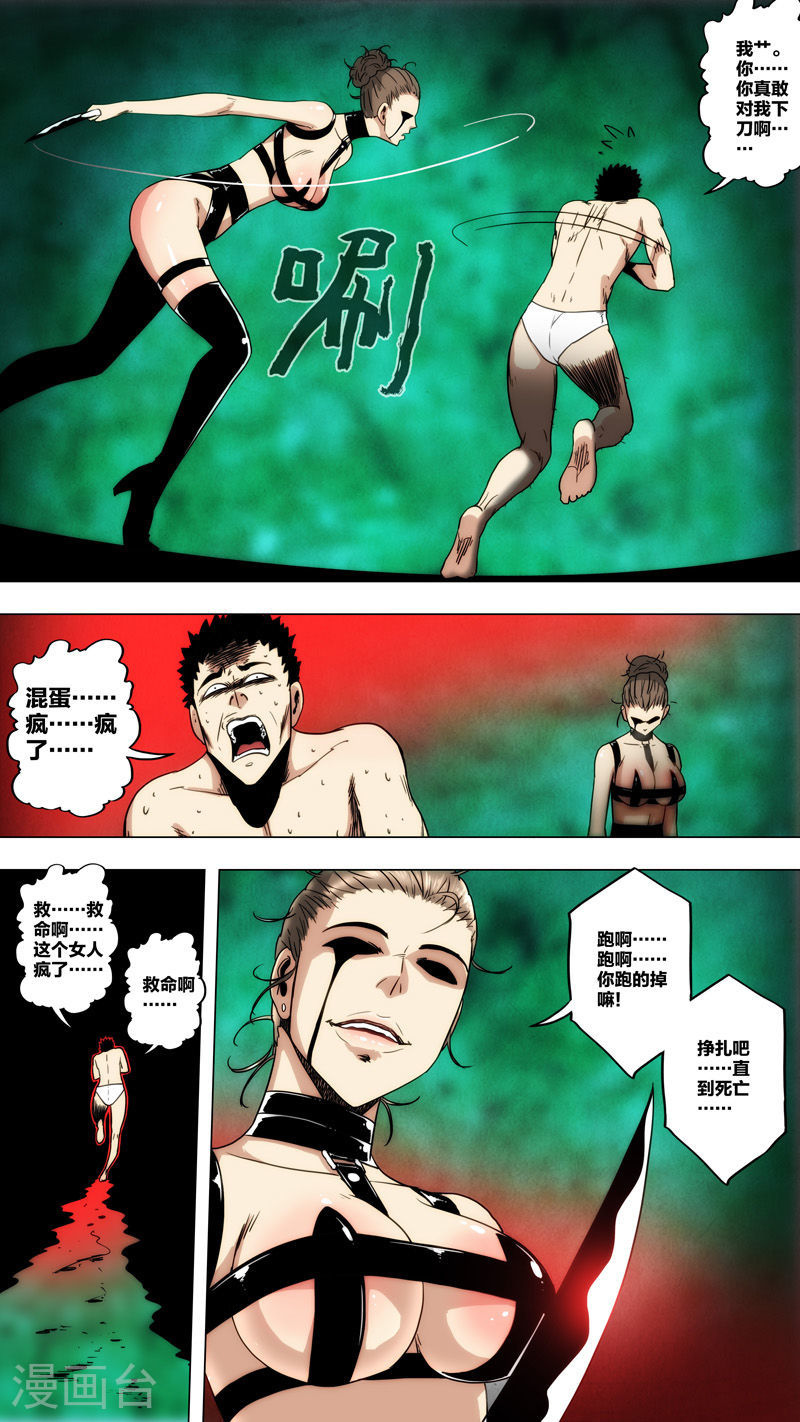 我艹。
你……
你真敢
对我下
刀啊…
…
唰
混蛋……
疯……疯
了……
救……救
命啊……
这个女人
疯了……
救命啊
……
跑啊……
跑啊……
你跑的掉
嘛！
挣扎吧
……直
到死亡
……
漫画台